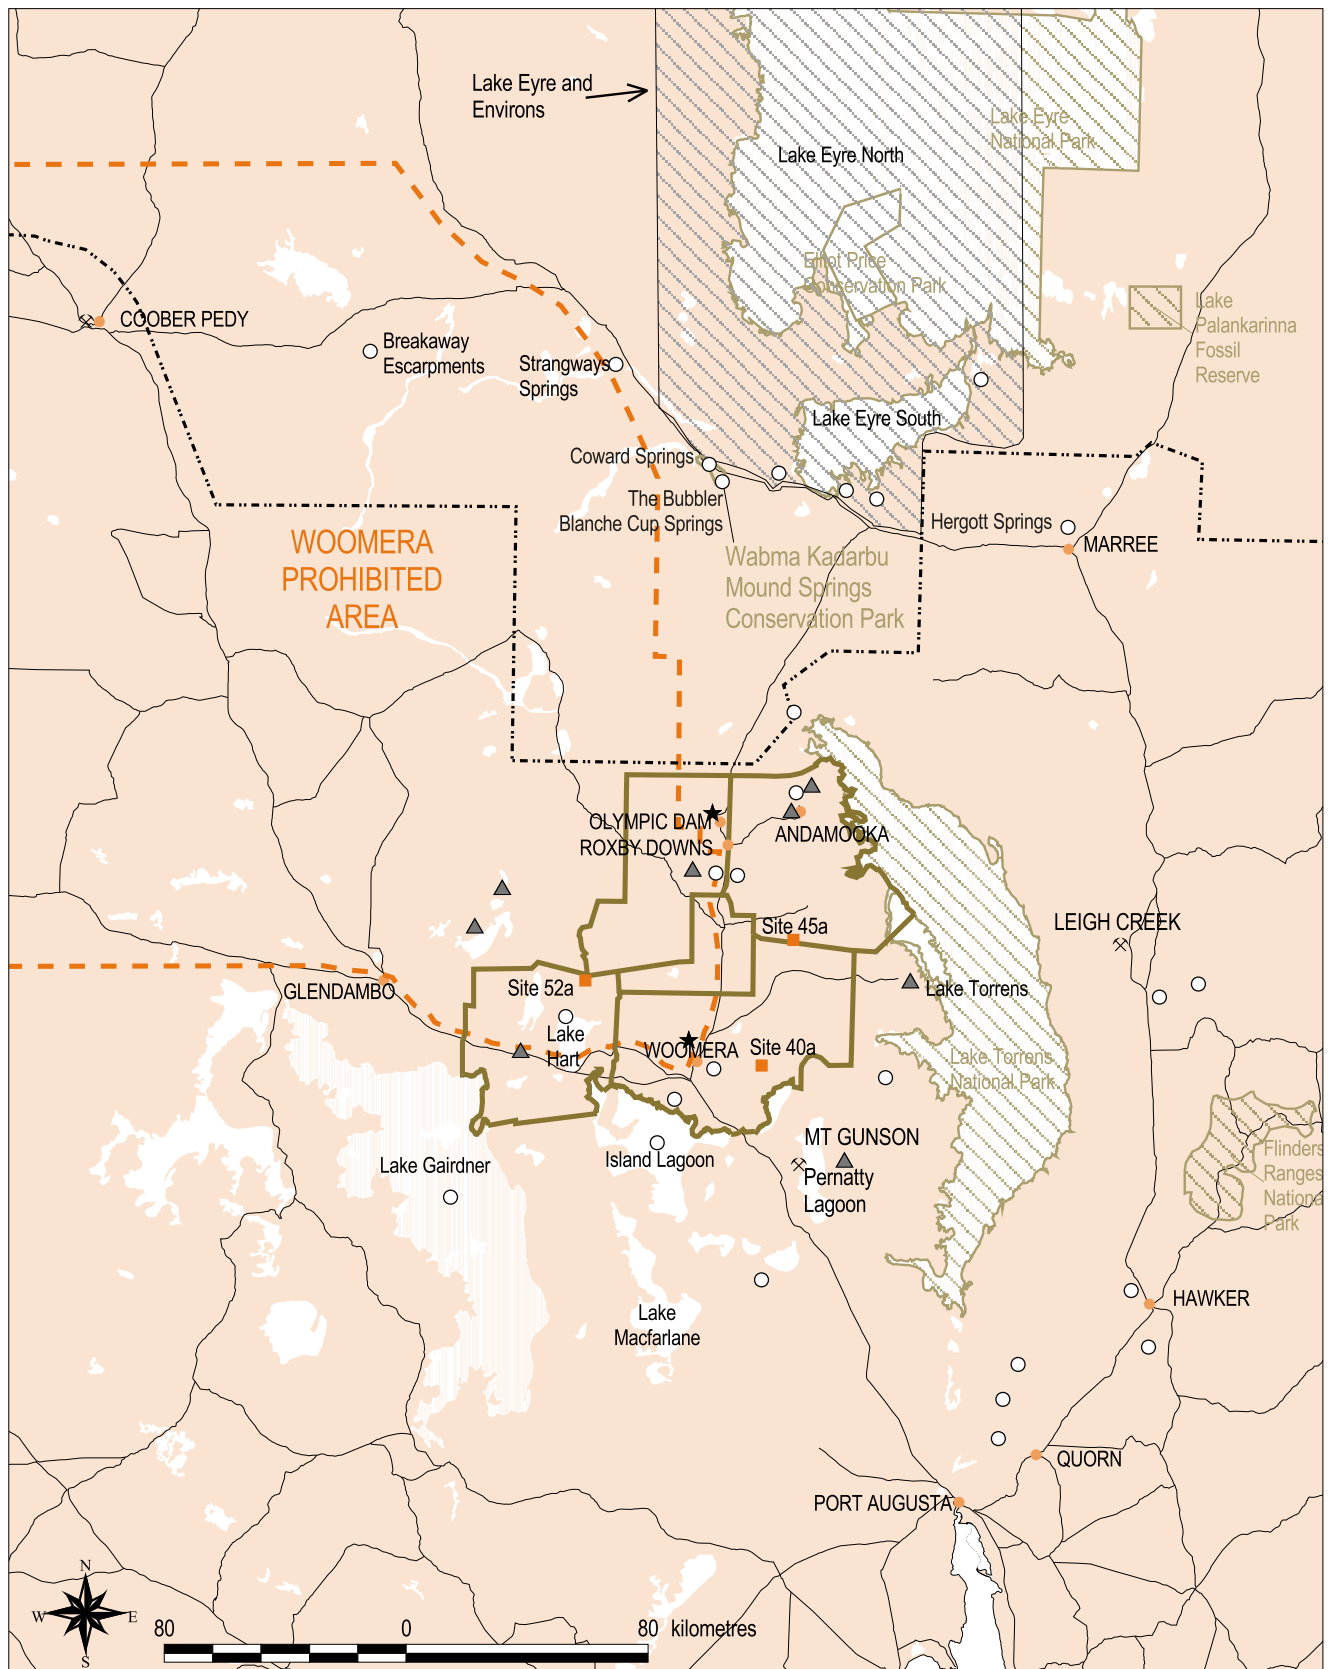 Lake Eyre and
Environs
Lake Eyre
National Park
Lake Eyre North
Elliot Price
Conservation Park
Lake
Palankarinna
Fossil
Reserve
COOBER PEDY
Breakaway
Escarpments
Strangways
Springs
Lake Eyre South
Coward Springs
The Bubbler
Blanche Cup Springs
Hergott Springs
MARREE
WOOMERA
PROHIBITED
AREA
Wabma Kadarbu
Mound Springs
Conservation Park
OLYMPIC DAM
ROXBY DOWNS
ANDAMOOKA
Site 45a
LEIGH CREEK
GLENDAMBO
Site 52a
Lake Torrens
Lake
Hart
WOOMERA
Site 40a
Lake Torrens
National Park
MT GUNSON
Lake Gairdner
Island Lagoon
Pernatty
Lagoon
Flinders
Ranges
Nationa
Park
HAWKER
Lake
Macfarlane
QUORN
PORT AUGUSTA
N
W
E
S
80
0
80 kilometres